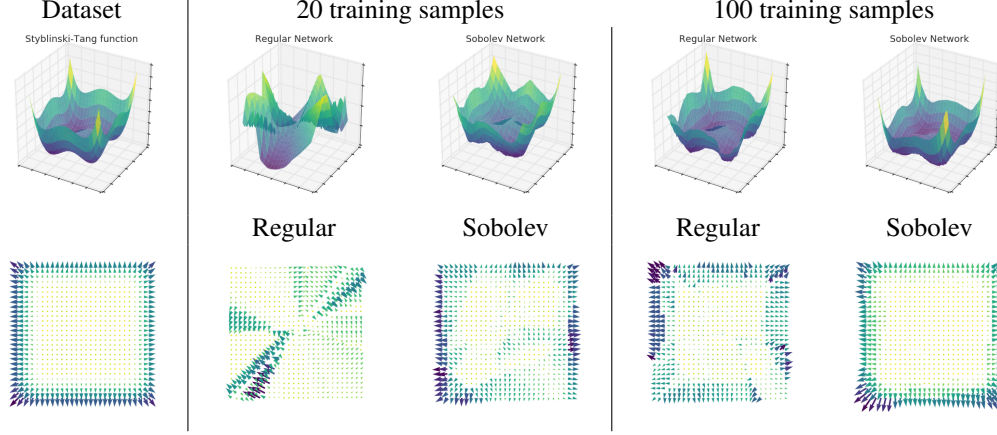 Dataset 20 training samples 100 training samples
Styblinski-Tang function Regular Network Sobolev Network Regular Network Sobolev Network
Regular Sobolev Regular Sobolev